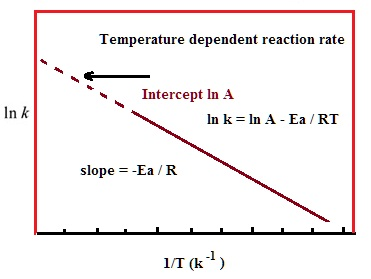 Temperature dependent reaction rate
Intercept ln A
ln k
ln k = ln A - Ea / RT
slope = -Ea / R
1/T (k⁻¹)